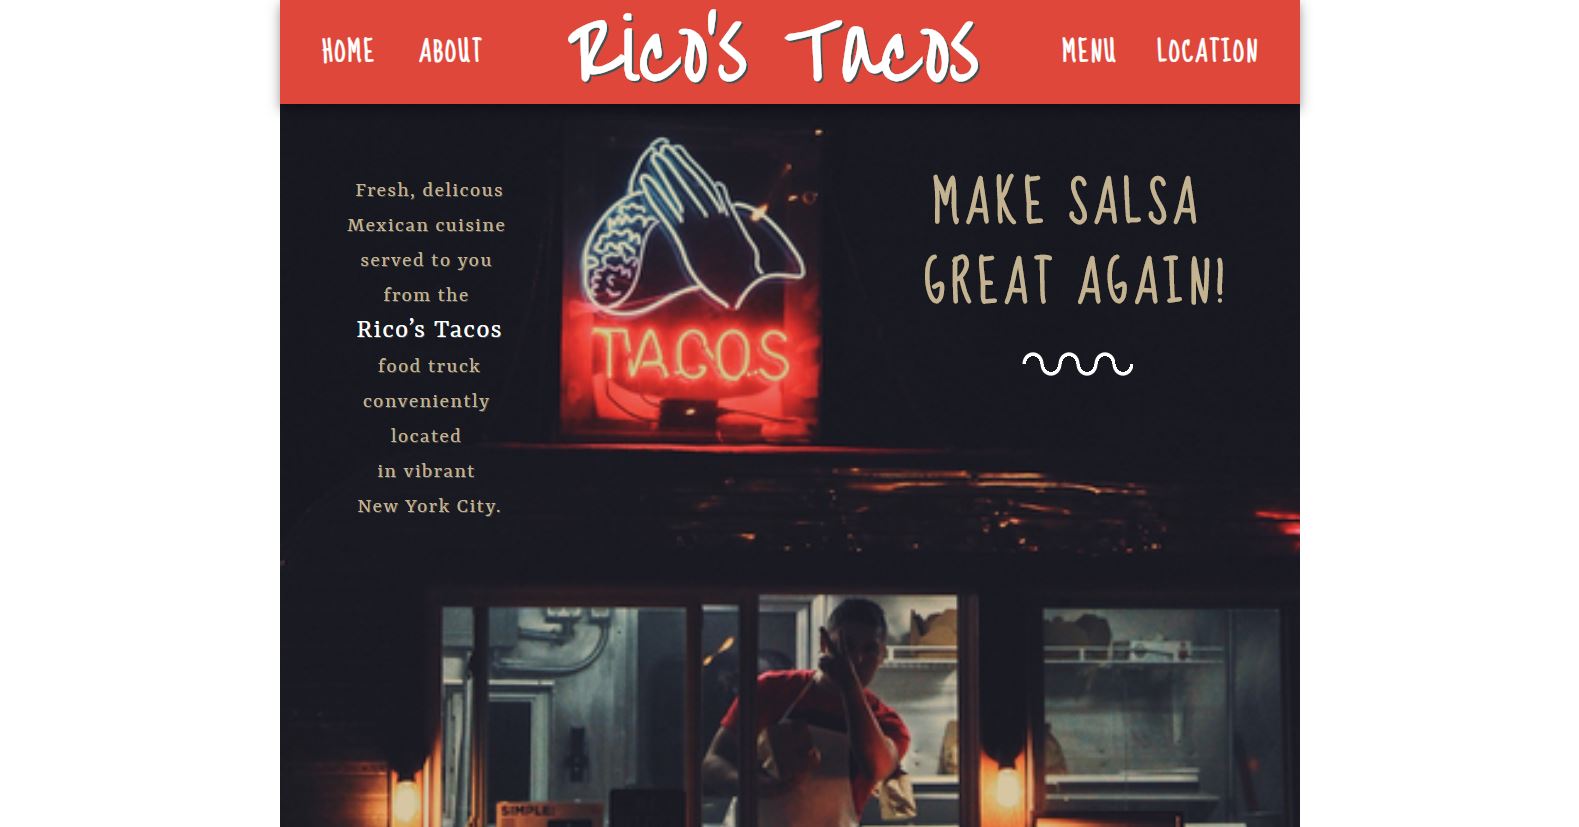 HOME
ABOUT
Rico's Tacos
MENU
LOCATION
Fresh, delicous
Mexican cuisine
served to you
from the
Rico’s Tacos
food truck
conveniently
located
in vibrant
New York City.
TACOS
MAKE SALSA
GREAT AGAIN!
SIMPLE!